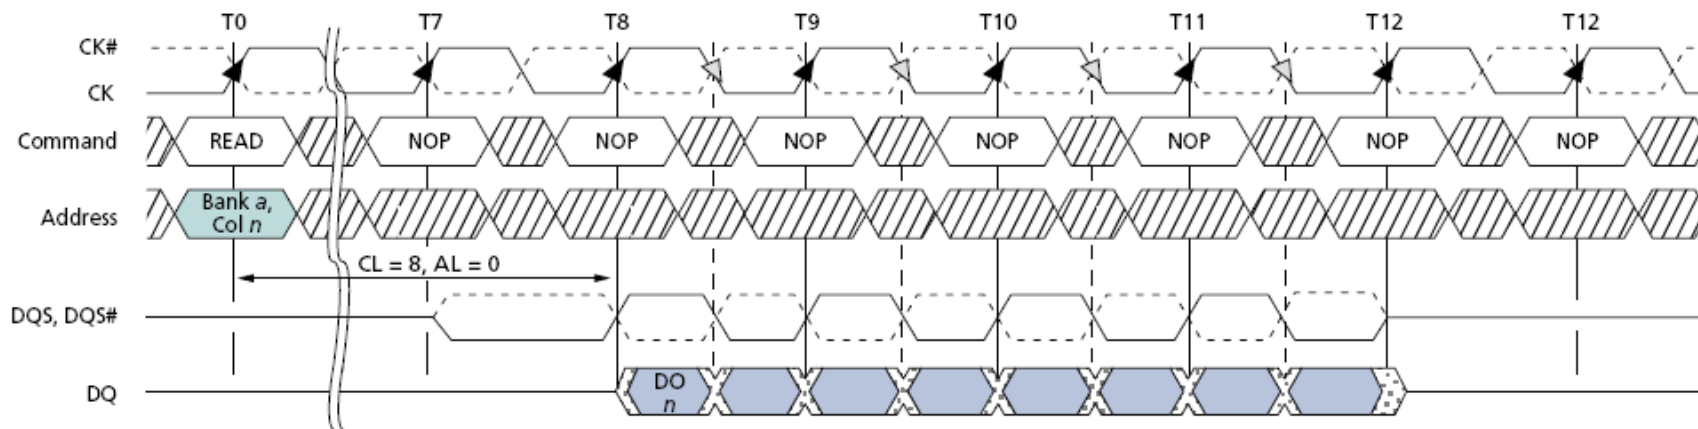 T0 T7 T8 T9 T10 T11 T12 T12
CK#
CK
Command READ NOP NOP NOP NOP NOP NOP NOP
Address Bank a,
Col n
CL = 8, AL = 0
DQS, DQS#
DQ DO
n